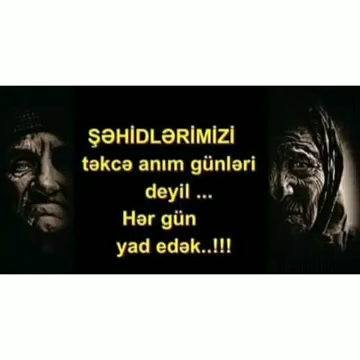 ŞƏHİDLƏRİMİZİ
təkcə anım günləri
deyil ...
Hər gün
yad edək..!!!